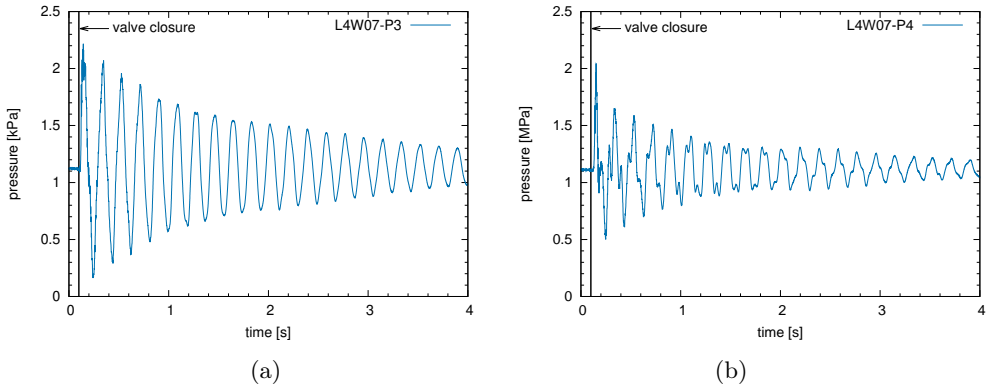 valve closure
L4W07-P3
pressure [kPa]
2.5
2
1.5
1
0.5
0
0 1 2 3 4
time [s]
(a)
valve closure
L4W07-P4
pressure [MPa]
2.5
2
1.5
1
0.5
0
0 1 2 3 4
time [s]
(b)